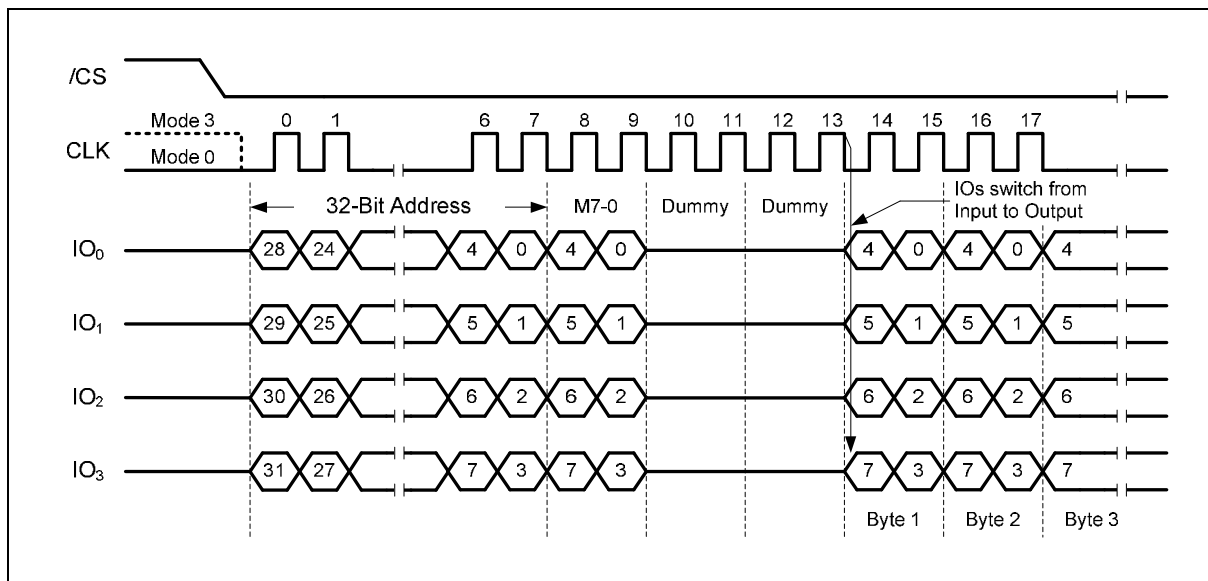 /CS
Mode 3
0 1 6 7 8 9 10 11 12 13 14 15 16 17
CLK
Mode 0
32-Bit Address M7-0 Dummy Dummy
IOs switch from
Input to Output
IO0 28 24 4 0 4 0 4 0 4 0 4
IO1 29 25 5 1 5 1 5 1 5 1 5
IO2 30 26 6 2 6 2 6 2 6 2 6
IO3 31 27 7 3 7 3 7 3 7 3 7
Byte 1 Byte 2 Byte 3